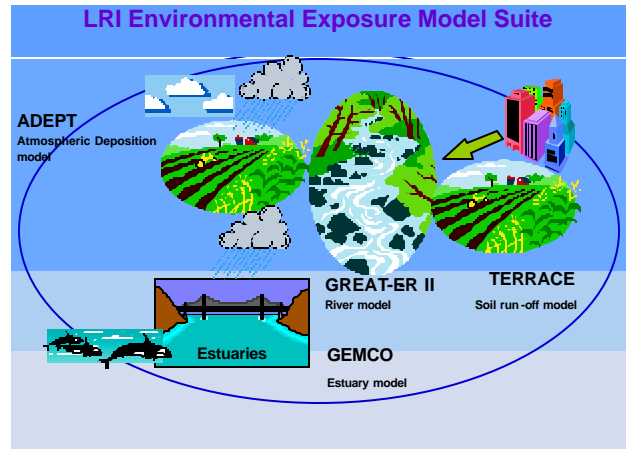 LRI Environmental Exposure Model Suite
ADEPT
Atmospheric Deposition
model
GREAT-ER II
River model
TERRACE
Soil run-off model
Estuaries
GEMCO
Estuary model